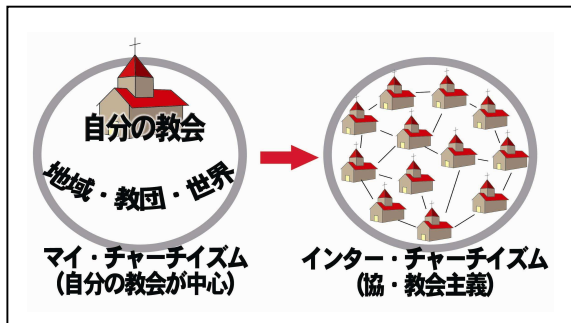 自分の教会
地域・教団・世界
マイ・チャーチイズム
(自分の教会が中心)
インター・チャーチイズム
(協・教会主義)